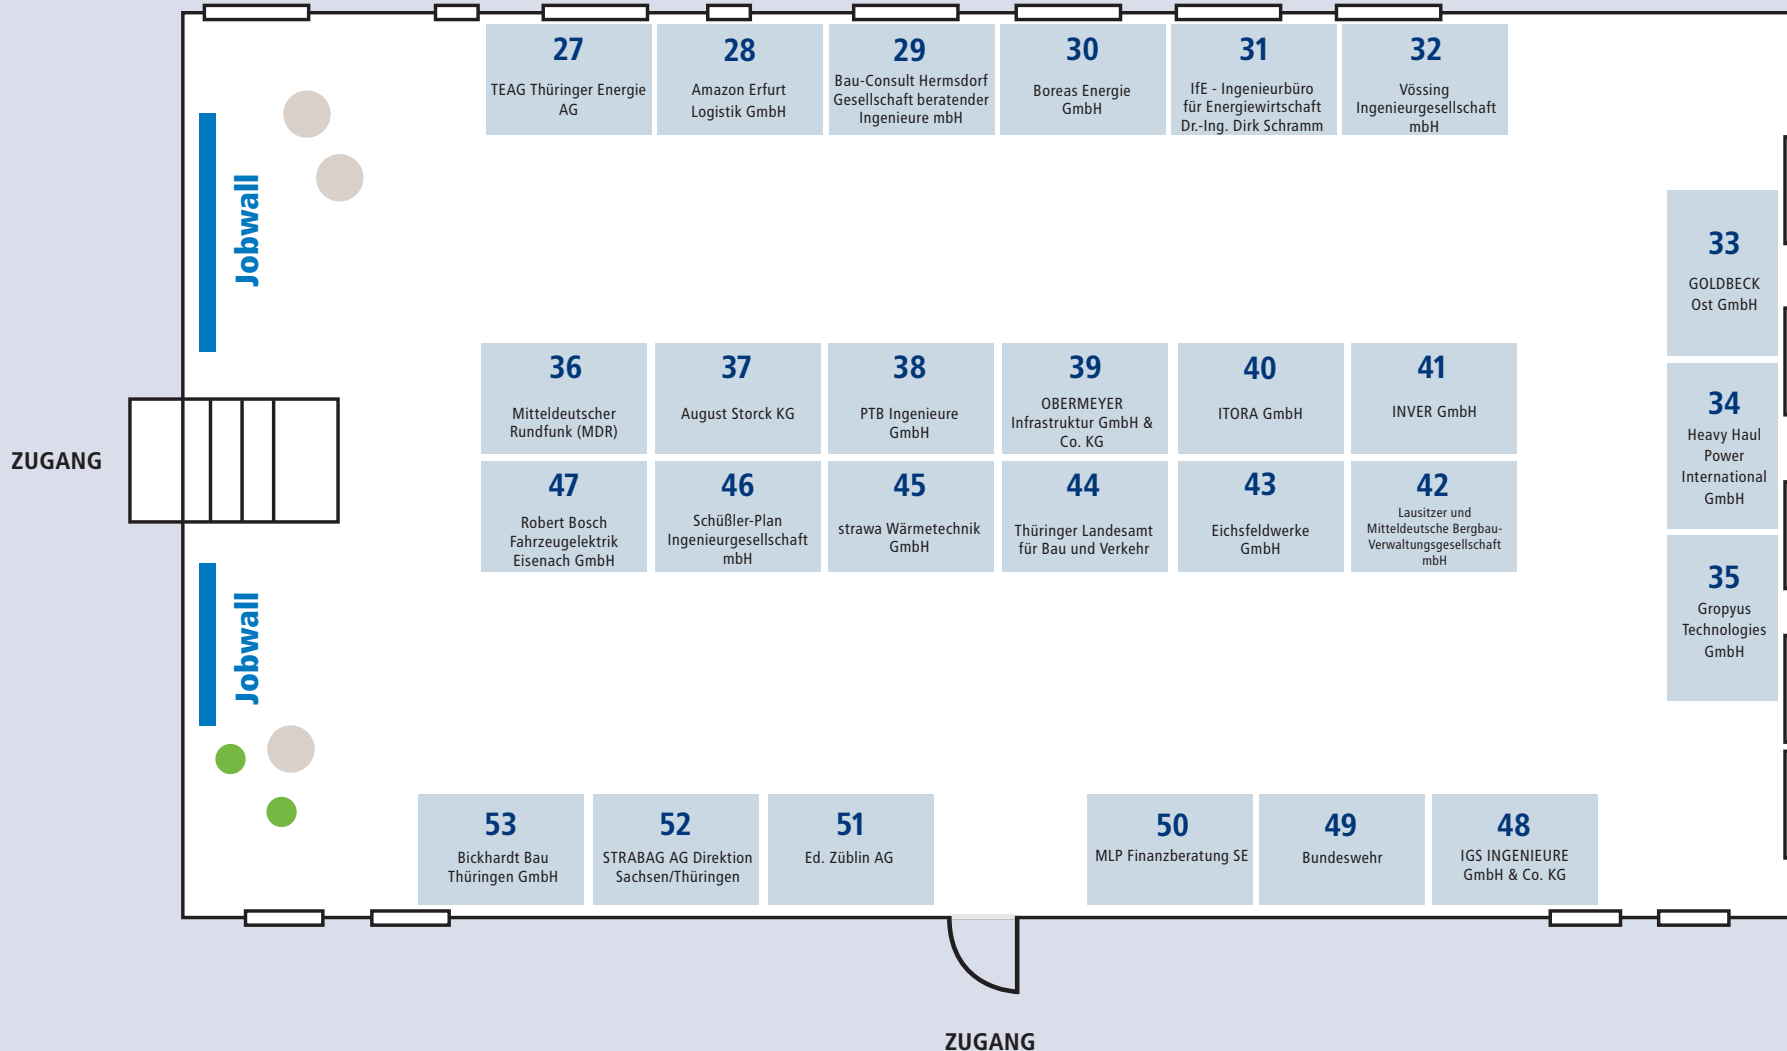 27
TEAG Thüringer Energie
AG
28
Amazon Erfurt
Logistik GmbH
29
Bau-Consult Hermsdorf
Gesellschaft beratender
Ingenieure mbH
30
Boreas Energie
GmbH
31
IfE - Ingenieurbüro
für Energiewirtschaft
Dr.-Ing. Dirk Schramm
32
Vössing
Ingenieurgesellschaft
mbH
Jobwall
33
GOLDBECK
Ost GmbH
34
Heavy Haul
Power
International
GmbH
35
Gropyus
Technologies
GmbH
36
Mitteldeutscher
Rundfunk (MDR)
37
August Storck KG
38
PTB Ingenieure
GmbH
39
OBERMEYER
Infrastruktur GmbH &
Co. KG
40
ITORA GmbH
41
INVER GmbH
ZUGANG
47
Robert Bosch
Fahrzeugelektrik
Eisenach GmbH
46
Schüßler-Plan
Ingenieurgesellschaft
mbH
45
strawa Wärmetechnik
GmbH
44
Thüringer Landesamt
für Bau und Verkehr
43
Eichsfeldwerke
GmbH
42
Lausitzer und
Mitteldeutsche Bergbau-
Verwaltungsgesellschaft
mbH
Jobwall
53
Bickhardt Bau
Thüringen GmbH
52
STRABAG AG Direktion
Sachsen/Thüringen
51
Ed. Züblin AG
50
MLP Finanzberatung SE
49
Bundeswehr
48
IGS INGENIEURE
GmbH & Co. KG
ZUGANG